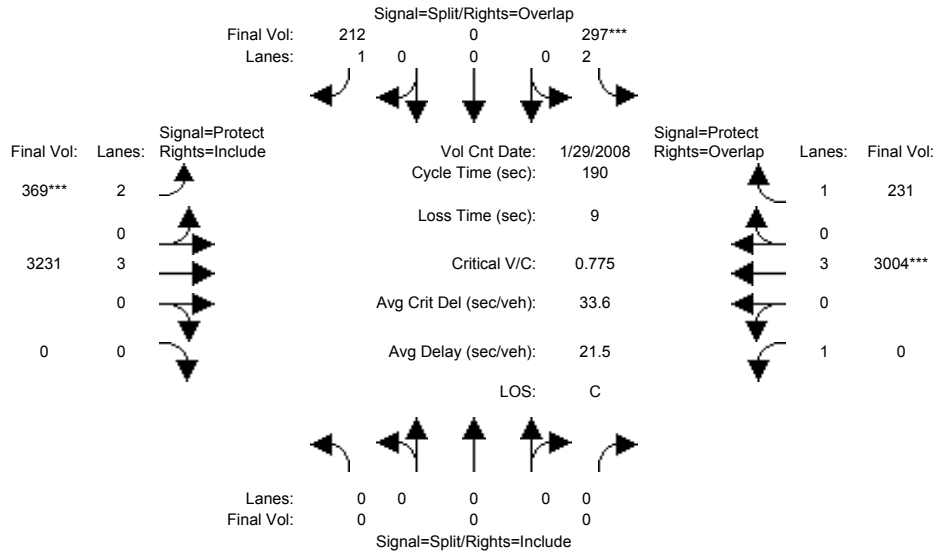 Signal=Split/Rights=Overlap
Final Vol: 212 0 297***
Lanes: 1 0 0 0 2
Signal=Protect Signal=Protect
Final Vol: Lanes: Rights=Include Vol Cnt Date: 1/29/2008 Rights=Overlap Lanes: Final Vol:
Cycle Time (sec): 190
369*** 2 1 231
Loss Time (sec): 9
0 0
3231 3 Critical V/C: 0.775 3 3004***
0 Avg Crit Del (sec/veh): 33.6 0
0 0 Avg Delay (sec/veh): 21.5 1 0
LOS: C
Lanes: 0 0 0 0 0
Final Vol: 0 0 0
Signal=Split/Rights=Include